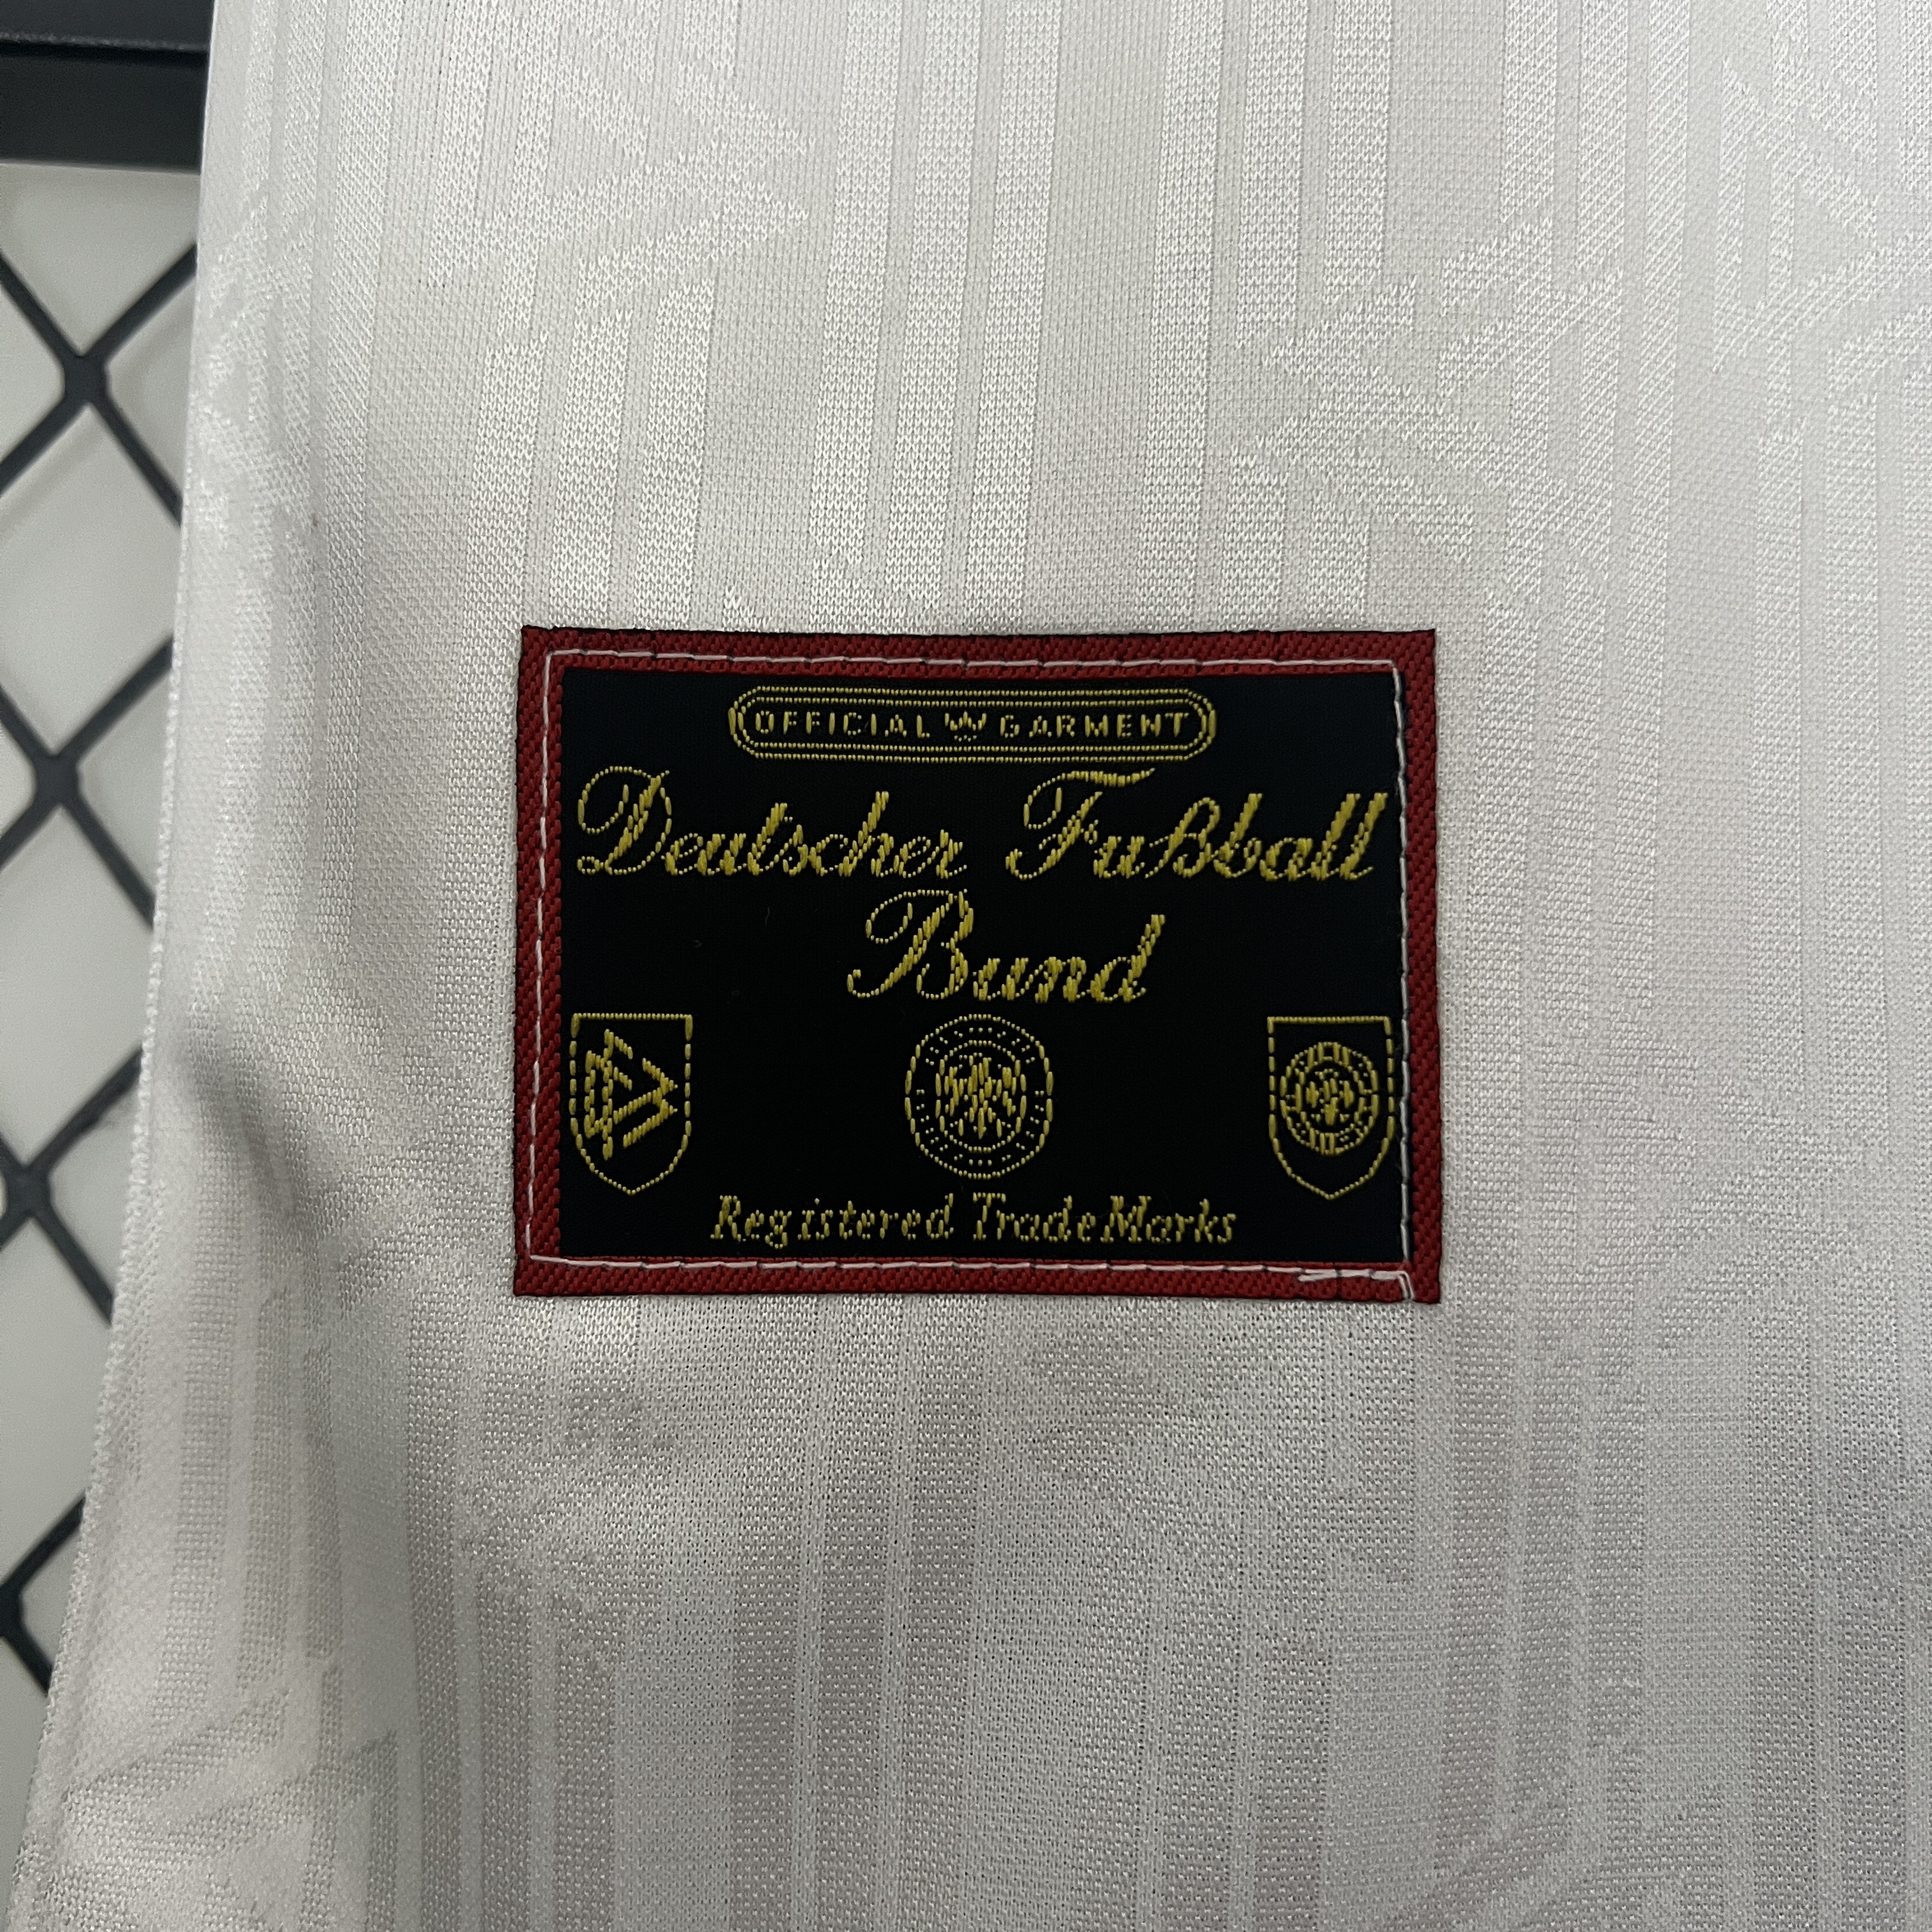 OFFICIAL GARMENT
Deutscher Fußball
Bund
Registered TradeMarks